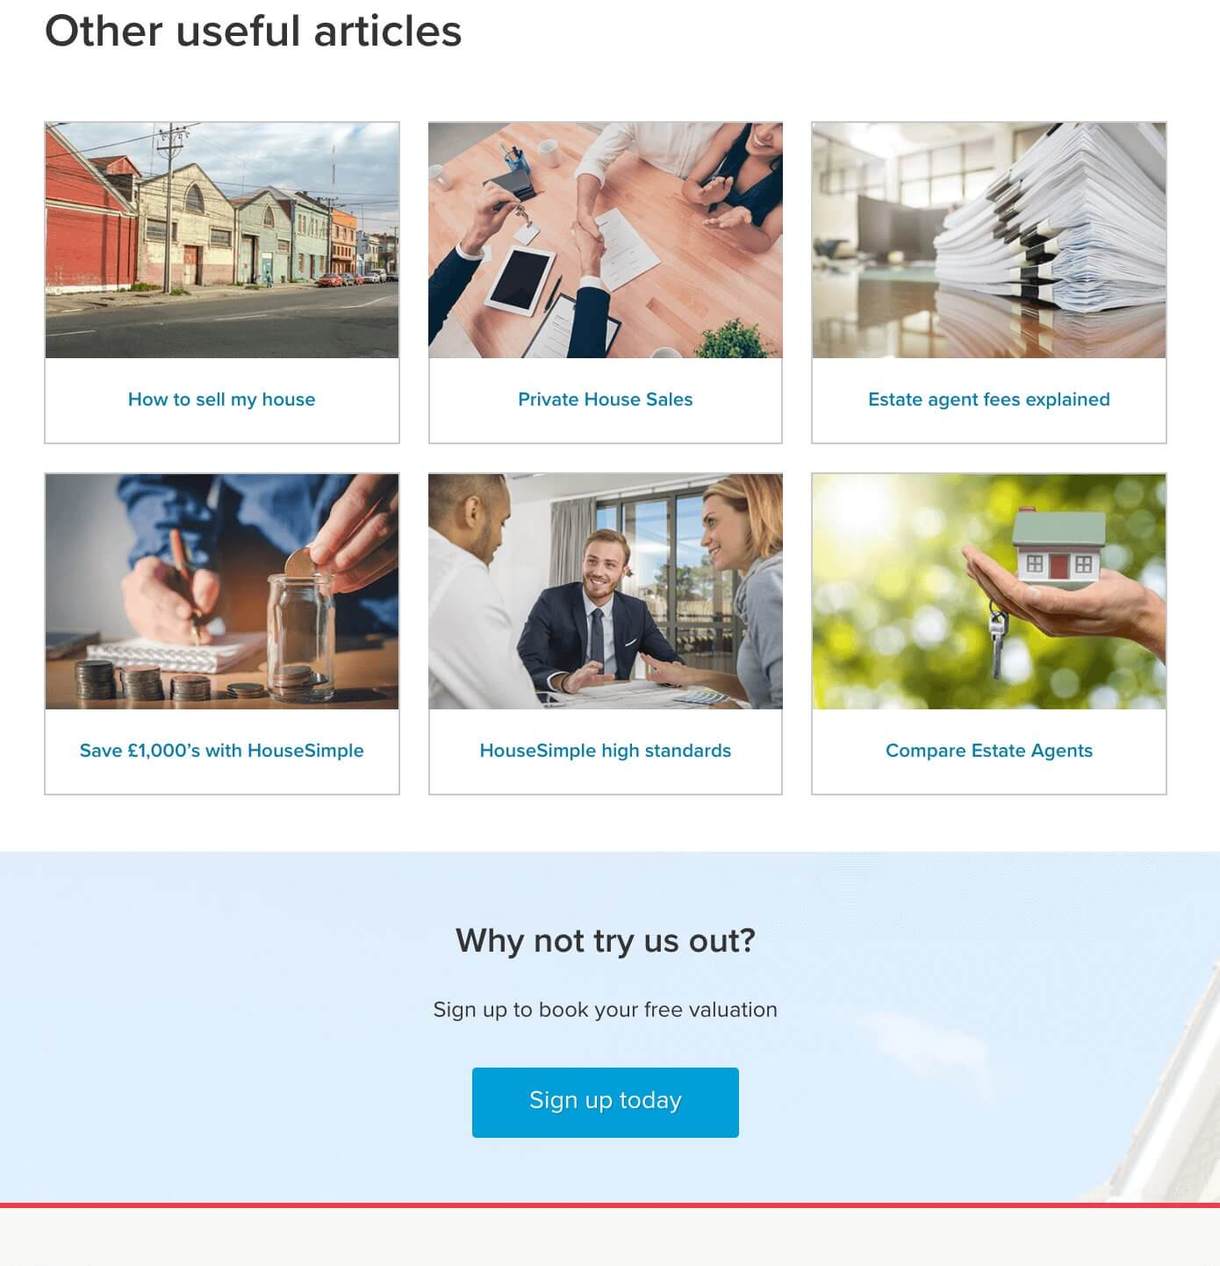 Other useful articles
How to sell my house
Private House Sales
Estate agent fees explained
Save £1,000’s with HouseSimple
HouseSimple high standards
Compare Estate Agents
Why not try us out?
Sign up to book your free valuation
Sign up today